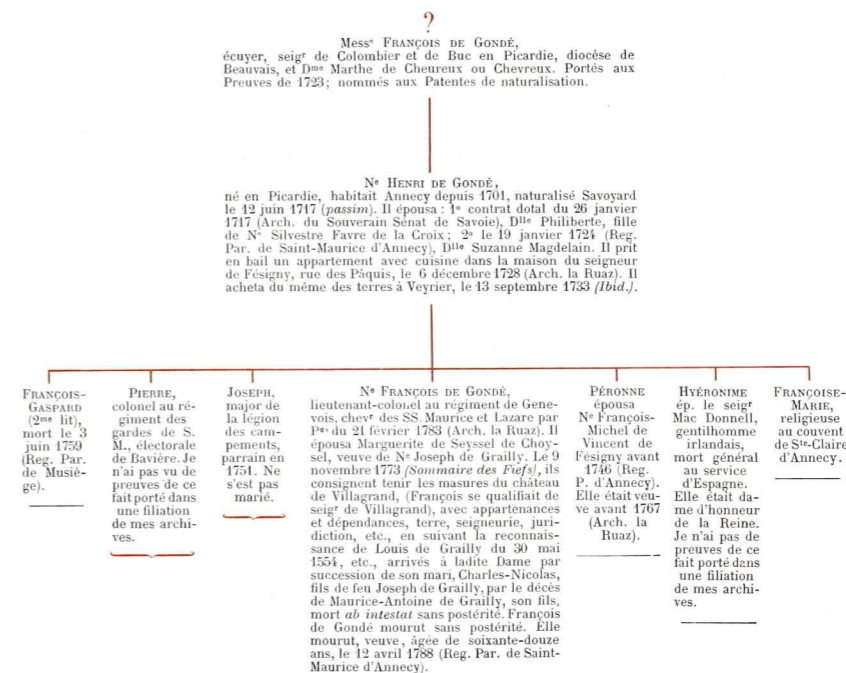 ?
Messᵉ FRANÇOIS DE GONDÉ,
écuyer, seigʳ de Colombier et de Buc en Picardie, diocèse de
Beauvais, et Dᵐᵉ Marthe de Cheureux ou Chevreux. Portés aux
Preuves de 1723; nommés aux Patentes de naturalisation.
Nᵉ HENRI DE GONDÉ,
né en Picardie, habitait Annecy depuis 1701, naturalisé Savoyard
le 12 juin 1717 (passim). Il épousa : 1º contrat dotal du 26 janvier
1717 (Arch. du Souverain Sénat de Savoie), Dˡˡᵉ Philiberte, fille
de Nᵉ Silvestre Favre de la Croix; 2º le 19 janvier 1724 (Reg.
Par. de Saint-Maurice d'Annecy), Dˡˡᵉ Suzanne Magdelain. Il prit
en bail un appartement avec cuisine dans la maison du seigneur
de Fésigny, rue des Pâquis, le 6 décembre 1728 (Arch. la Ruaz). Il
acheta du même des terres à Veyrier, le 13 septembre 1733 (Ibid.).
FRANÇOIS-
GASPARD
(2ᵐᵉ lit),
mort le 3
juin 1759
(Reg. Par.
de Musiè-
ge).
PIERRE,
colonel au ré-
giment des
gardes de S.
M., électorale
de Bavière. Je
n'ai pas vu de
preuves de ce
fait porté dans
une filiation
de mes archi-
ves.
JOSEPH,
major de
la légion
des cam-
pements,
parrain en
1751. Ne
s'est pas
marié.
Nᵉ FRANÇOIS DE GONDÉ,
lieutenant-colonel au régiment de Gene-
vois, chevʳ des SS. Maurice et Lazare par
Pᵉˢ du 21 février 1783 (Arch. la Ruaz). Il
épousa Marguerite de Seyssel de Choy-
sel, veuve de Nᵉ Joseph de Grailly. Le 9
novembre 1773 (Sommaire des Fiefs), ils
consignent tenir les masures du château
de Villagrand, (François se qualifiait de
seigʳ de Villagrand), avec appartenances
et dépendances, terre, seigneurie, juri-
diction, etc., en suivant la reconnais-
sance de Louis de Grailly du 30 mai
1554, etc., arrivés à ladite Dame par
succession de son mari, Charles-Nicolas,
fils de feu Joseph de Grailly, par le décès
de Maurice-Antoine de Grailly, son fils,
mort ab intestat sans postérité. François
de Gondé mourut sans postérité. Elle
mourut, veuve, âgée de soixante-douze
ans, le 12 avril 1788 (Reg. Par. de Saint-
Maurice d'Annecy).
PÉRONNE
épousa
Nᵉ François-
Michel de
Vincent de
Fésigny avant
1746 (Reg.
P. d'Annecy).
Elle était veu-
ve avant 1767
(Arch. la
Ruaz).
HYÉRONIME
ép. le seigʳ
Mac Donnell,
gentilhomme
irlandais,
mort général
au service
d'Espagne.
Elle était da-
me d'honneur
de la Reine.
Je n'ai pas de
preuves de ce
fait porté dans
une filiation
de mes archi-
ves.
FRANÇOISE-
MARIE,
religieuse
au couvent
de Sᵗᵉ-Claire
d'Annecy.